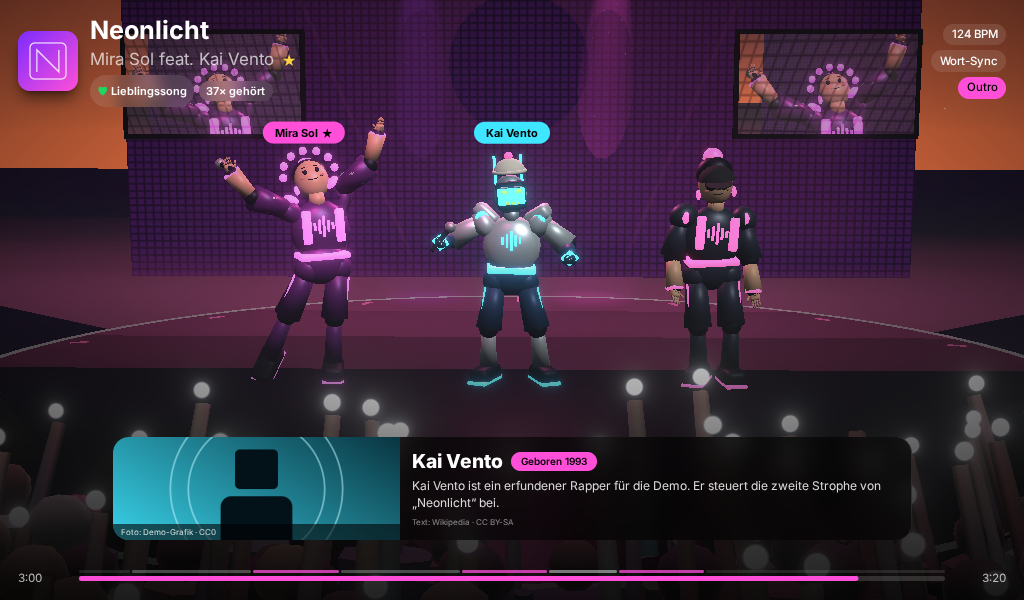 N
Neonlicht
Mira Sol feat. Kai Vento ★
Lieblingssong
37× gehört
124 BPM
Wort-Sync
Outro
Mira Sol ★
Kai Vento
Kai Vento
Geboren 1993
Kai Vento ist ein erfundener Rapper für die Demo. Er steuert die zweite Strophe von
„Neonlicht“ bei.
Text: Wikipedia · CC BY-SA
Foto: Demo-Grafik · CC0
3:00
3:20